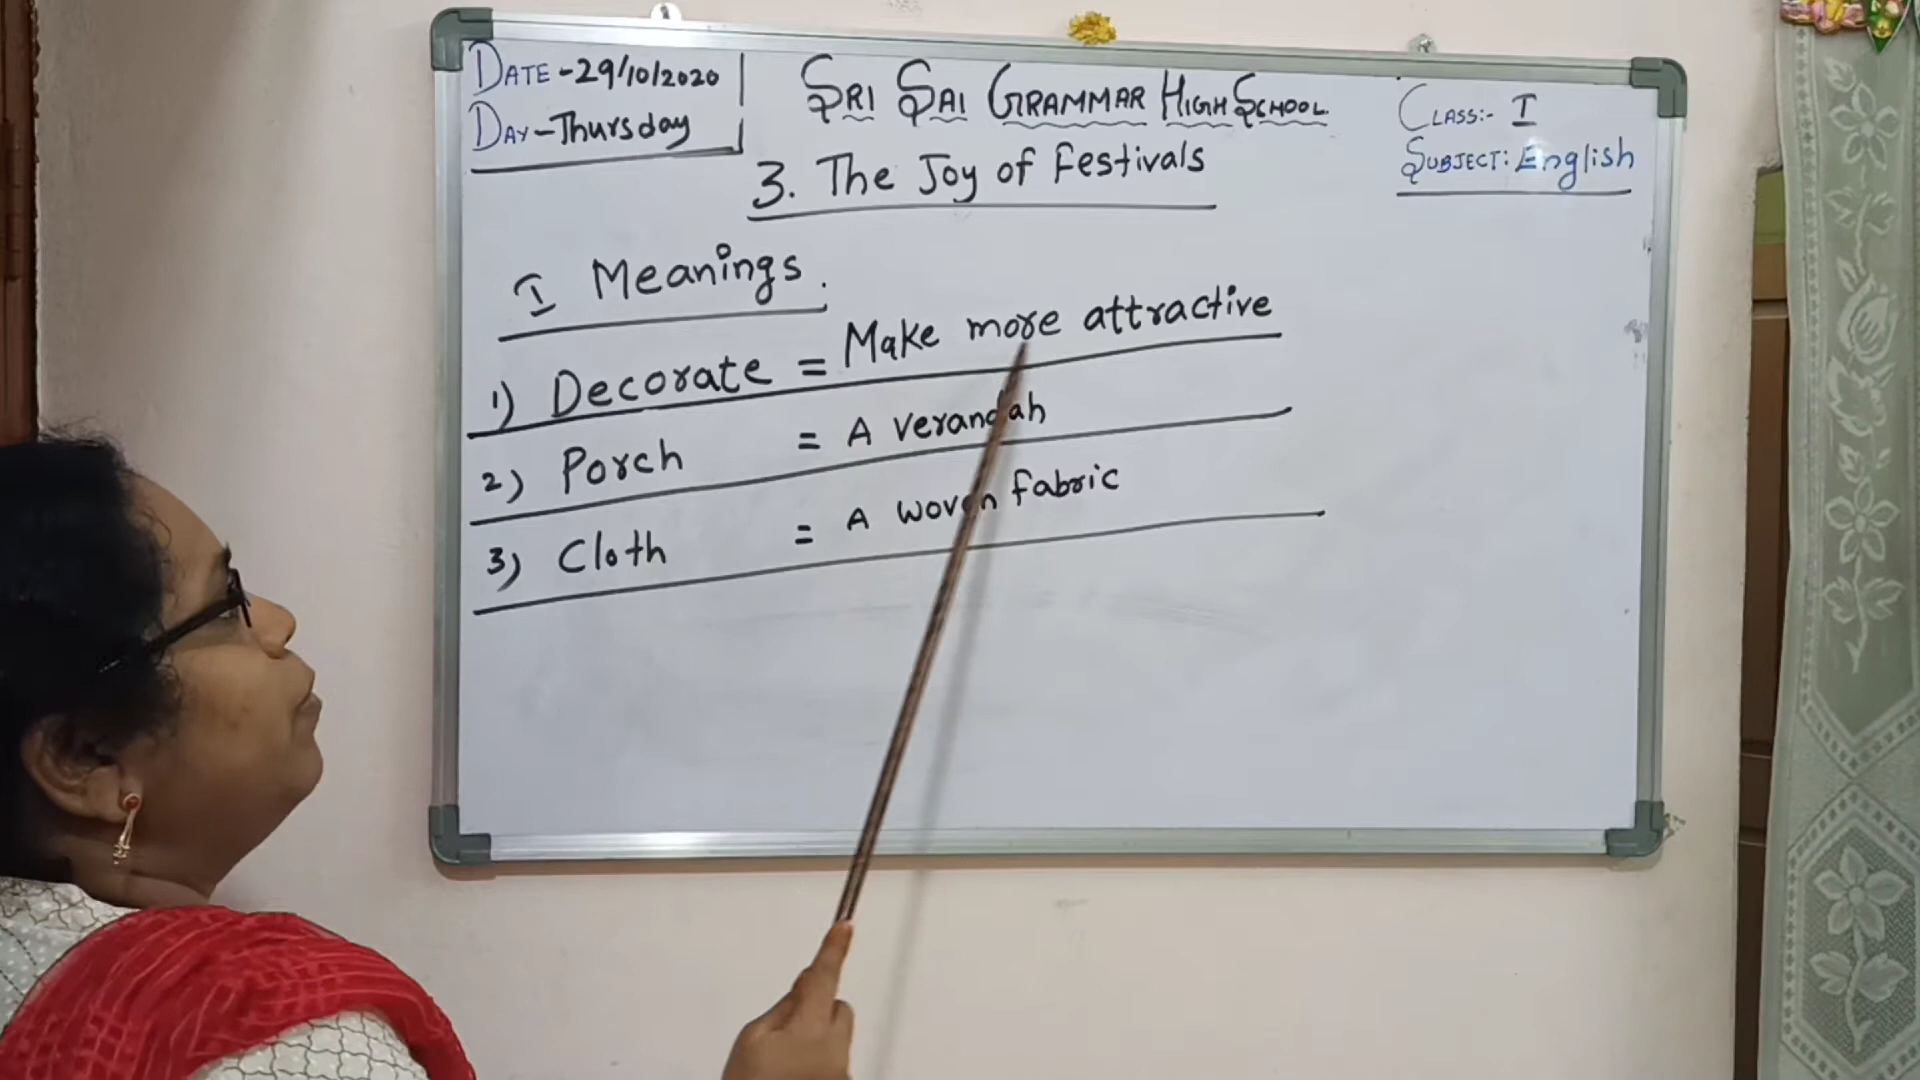 DATE - 29/10/2020
DAY - Thursday
SRI SAI GRAMMAR HIGH SCHOOL
CLASS:- I
SUBJECT: English
3. The Joy of Festivals
I Meanings.
1) Decorate = Make more attractive
2) Porch = A verandah
3) Cloth = A woven fabric